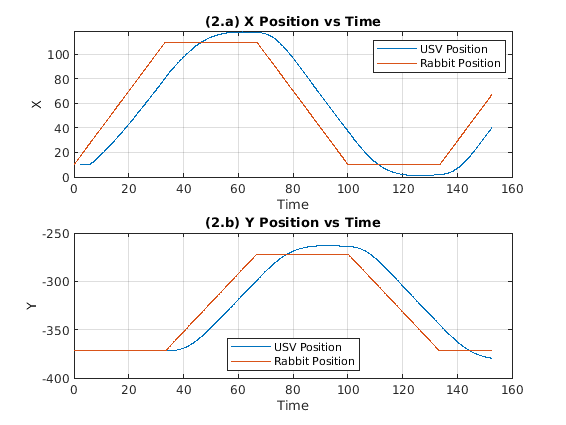 (2.a) X Position vs Time
100
80
60
40
20
0
X
USV Position
Rabbit Position
0 20 40 60 80 100 120 140 160
Time
(2.b) Y Position vs Time
-250
-300
-350
-400
Y
USV Position
Rabbit Position
0 20 40 60 80 100 120 140 160
Time